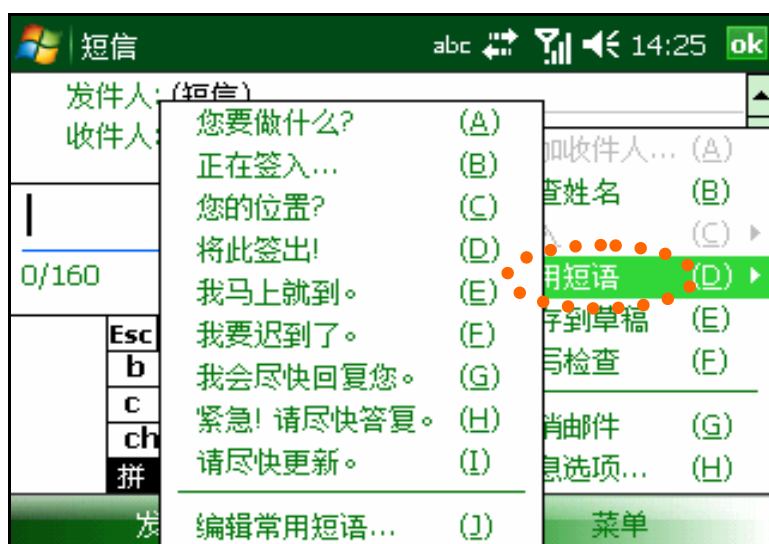 短信 abc 14:25 ok
发件人: (短信)
收件人:
0/160
Esc
b
c
ch
拼
您要做什么? (A)
正在签入... (B)
您的位置? (C)
将此签出! (D)
我马上就到。 (E)
我要迟到了。 (F)
我会尽快回复您。 (G)
紧急! 请尽快答复。 (H)
请尽快更新。 (I)
编辑常用短语... (J)
加收件人... (A)
查姓名 (B)
入 (C)
用短语 (D)
存到草稿 (E)
写检查 (F)
消邮件 (G)
息选项... (H)
发
菜单